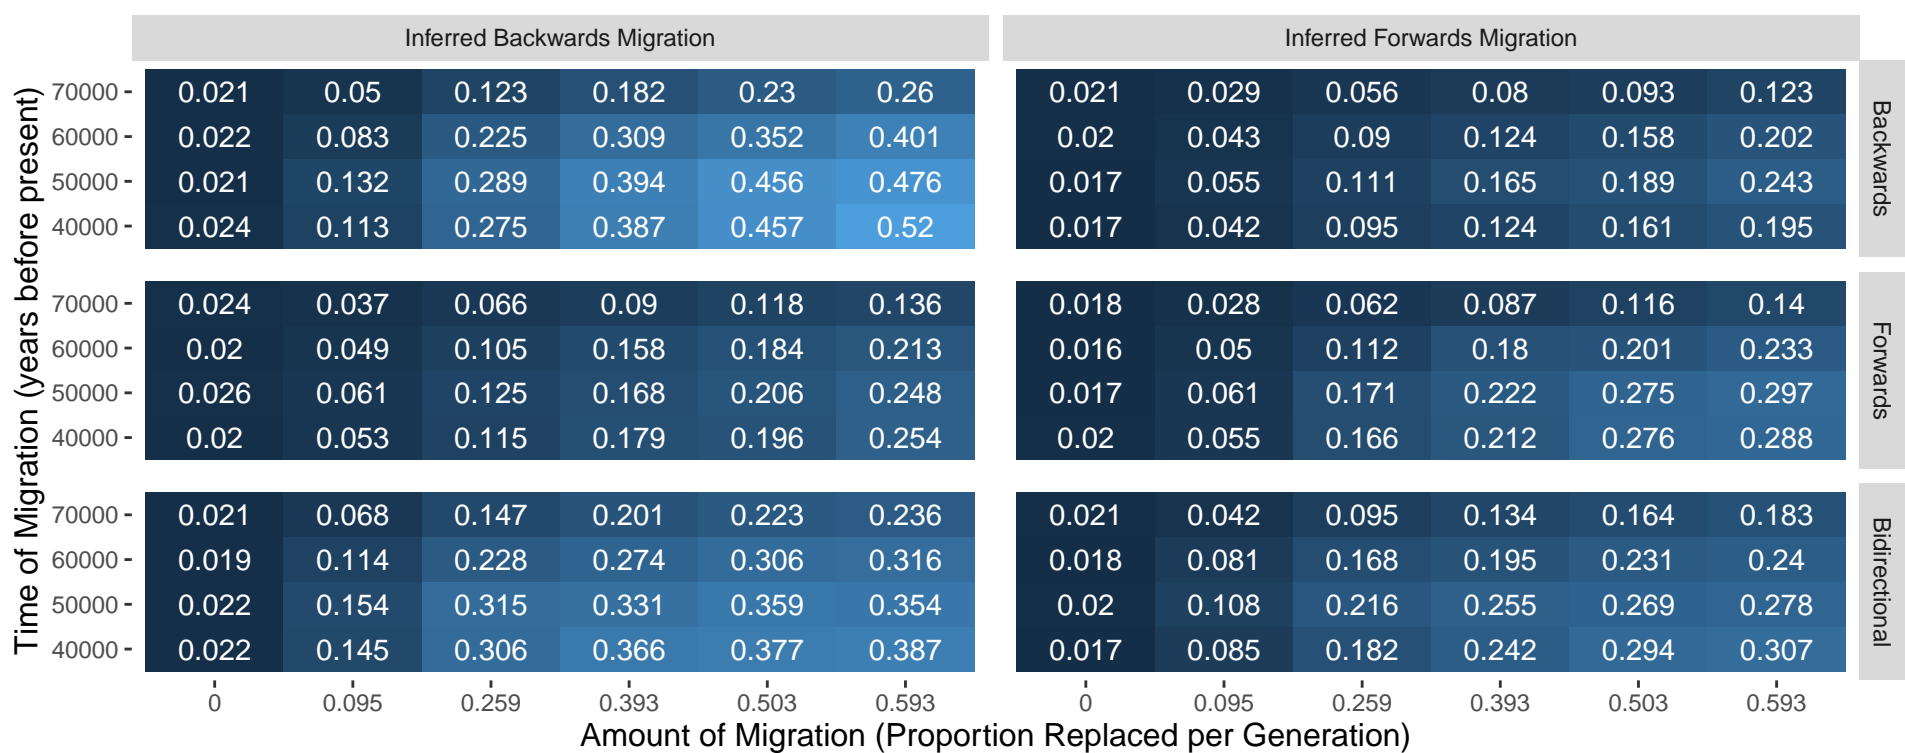 Inferred Backwards Migration Inferred Forwards Migration
70000 0.021 0.05 0.123 0.182 0.23 0.26 0.021 0.029 0.056 0.08 0.093 0.123
60000 0.022 0.083 0.225 0.309 0.352 0.401 0.02 0.043 0.09 0.124 0.158 0.202
50000 0.021 0.132 0.289 0.394 0.456 0.476 0.017 0.055 0.111 0.165 0.189 0.243
40000 0.024 0.113 0.275 0.387 0.457 0.52 0.017 0.042 0.095 0.124 0.161 0.195
Backwards
70000 0.024 0.037 0.066 0.09 0.118 0.136 0.018 0.028 0.062 0.087 0.116 0.14
60000 0.02 0.049 0.105 0.158 0.184 0.213 0.016 0.05 0.112 0.18 0.201 0.233
50000 0.026 0.061 0.125 0.168 0.206 0.248 0.017 0.061 0.171 0.222 0.275 0.297
40000 0.02 0.053 0.115 0.179 0.196 0.254 0.02 0.055 0.166 0.212 0.276 0.288
Forwards
70000 0.021 0.068 0.147 0.201 0.223 0.236 0.021 0.042 0.095 0.134 0.164 0.183
60000 0.019 0.114 0.228 0.274 0.306 0.316 0.018 0.081 0.168 0.195 0.231 0.24
50000 0.022 0.154 0.315 0.331 0.359 0.354 0.02 0.108 0.216 0.255 0.269 0.278
40000 0.022 0.145 0.306 0.366 0.377 0.387 0.017 0.085 0.182 0.242 0.294 0.307
Bidirectional
0 0.095 0.259 0.393 0.503 0.593 0 0.095 0.259 0.393 0.503 0.593
Amount of Migration (Proportion Replaced per Generation)
Time of Migration (years before present)